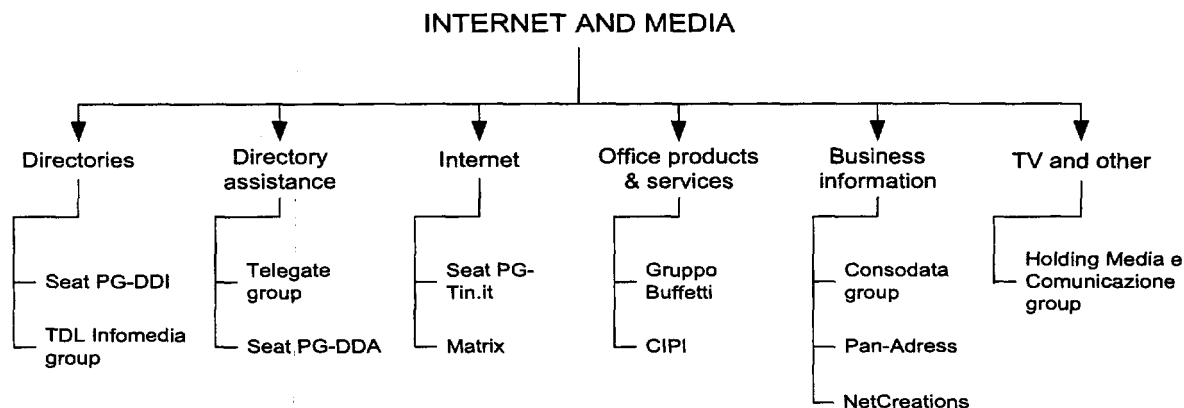 INTERNET AND MEDIA
Directories
Directory
assistance
Internet
Office products
& services
Business
information
TV and other
Seat PG-DDI
TDL Infomedia
group
Telegate
group
Seat PG-DDA
Seat PG-
Tin.it
Matrix
Gruppo
Buffetti
CIPI
Consodata
group
Pan-Adress
NetCreations
Holding Media e
Comunicazione
group